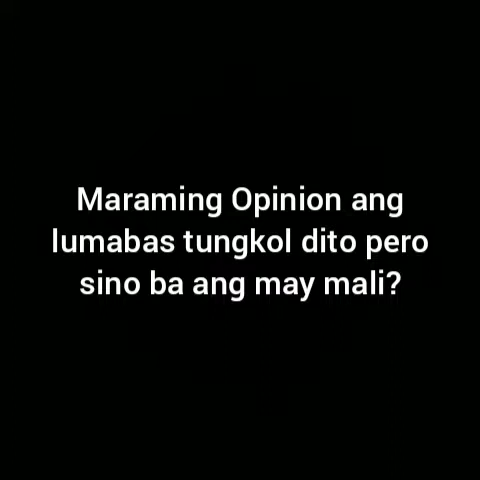 Maraming Opinion ang
lumabas tungkol dito pero
sino ba ang may mali?